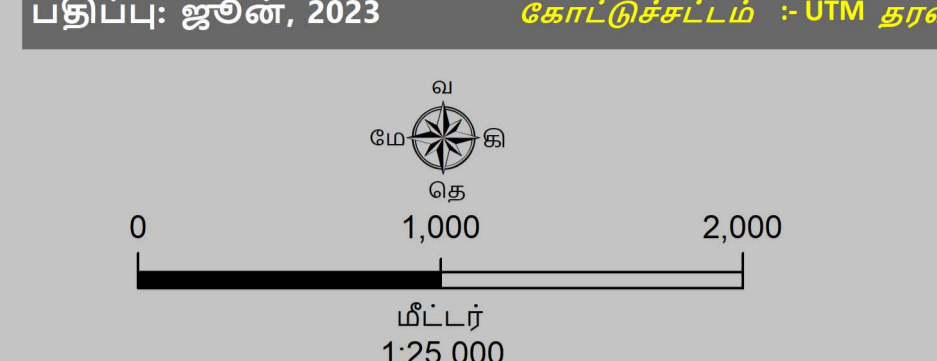 பதிப்பு: ஜூன், 2023 கோட்டுச்சட்டம் :- UTM
வ
மே கி
தெ
0 1,000 2,000
மீட்டர்
1:25,000